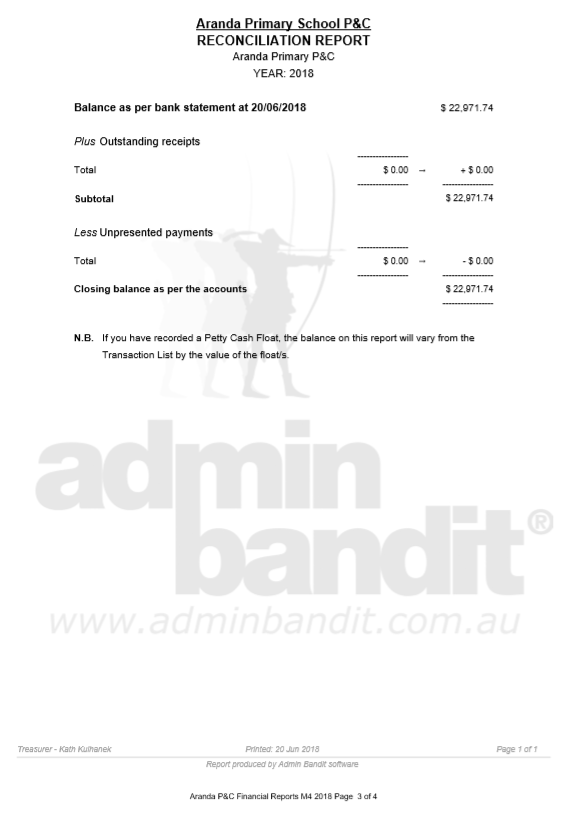 Aranda Primary School P&C
RECONCILIATION REPORT
Aranda Primary P&C
YEAR: 2018
Balance as per bank statement at 20/06/2018 $ 22,971.74
Plus Outstanding receipts
Total $ 0.00 → + $ 0.00
Subtotal $ 22,971.74
Less Unpresented payments
Total $ 0.00 → - $ 0.00
Closing balance as per the accounts $ 22,971.74
N.B. If you have recorded a Petty Cash Float, the balance on this report will vary from the
Transaction List by the value of the float/s.
admin
bandit®
www.adminbandit.com.au
Treasurer - Kath Kulhanek Printed: 20 Jun 2018 Page 1 of 1
Report produced by Admin Bandit software
Aranda P&C Financial Reports M4 2018 Page 3 of 4